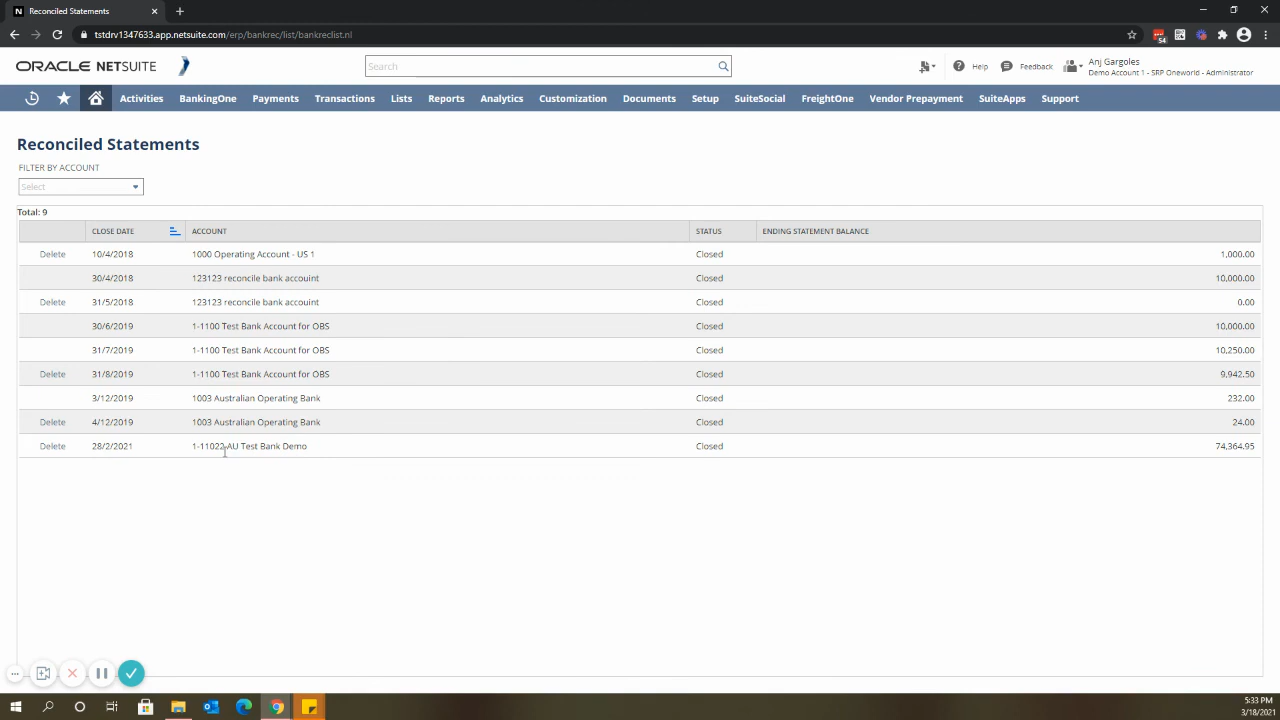 Reconciled Statements
tstdrv1347633.app.netsuite.com/erp/bankrec/list/bankreclist.nl
54
ORACLE NETSUITE
Search
Help
Feedback
Anj Gargoles
Demo Account 1 - SRP Oneworld - Administrator
Activities BankingOne Payments Transactions Lists Reports Analytics Customization Documents Setup SuiteSocial FreightOne Vendor Prepayment SuiteApps Support
Reconciled Statements
FILTER BY ACCOUNT
Select
Total: 9
CLOSE DATE ACCOUNT STATUS ENDING STATEMENT BALANCE
Delete 10/4/2018 1000 Operating Account - US 1 Closed 1,000.00
30/4/2018 123123 reconcile bank accouint Closed 10,000.00
Delete 31/5/2018 123123 reconcile bank accouint Closed 0.00
30/6/2019 1-1100 Test Bank Account for OBS Closed 10,000.00
31/7/2019 1-1100 Test Bank Account for OBS Closed 10,250.00
Delete 31/8/2019 1-1100 Test Bank Account for OBS Closed 9,942.50
3/12/2019 1003 Australian Operating Bank Closed 232.00
Delete 4/12/2019 1003 Australian Operating Bank Closed 24.00
Delete 28/2/2021 1-11022 AU Test Bank Demo Closed 74,364.95
5:33 PM
3/18/2021